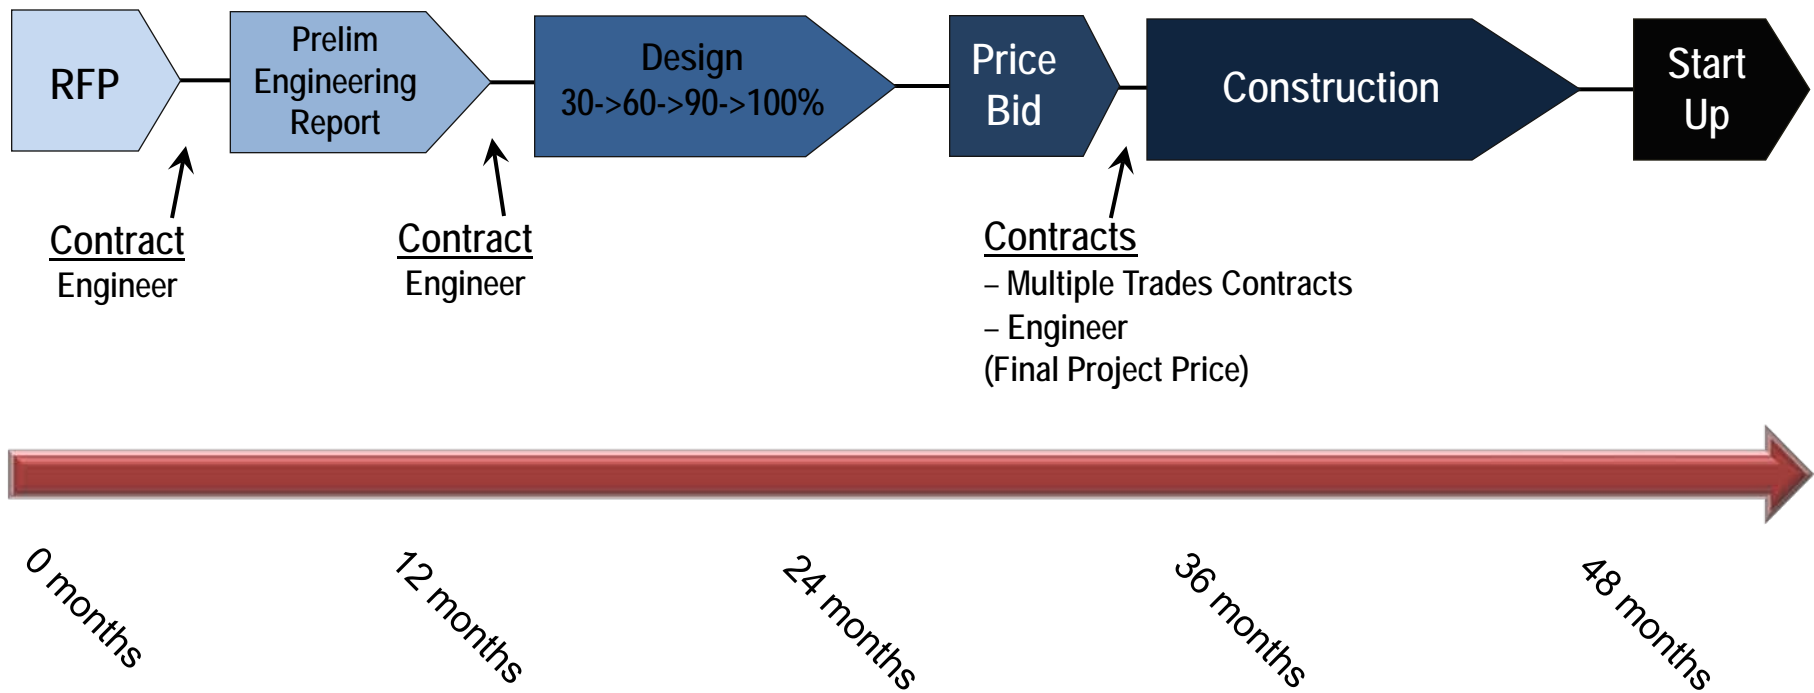 RFP
Prelim
Engineering
Report
Design
30->60->90->100%
Price
Bid
Construction
Start
Up
Contract
Engineer
Contract
Engineer
Contracts
– Multiple Trades Contracts
– Engineer
(Final Project Price)
0 months
12 months
24 months
36 months
48 months